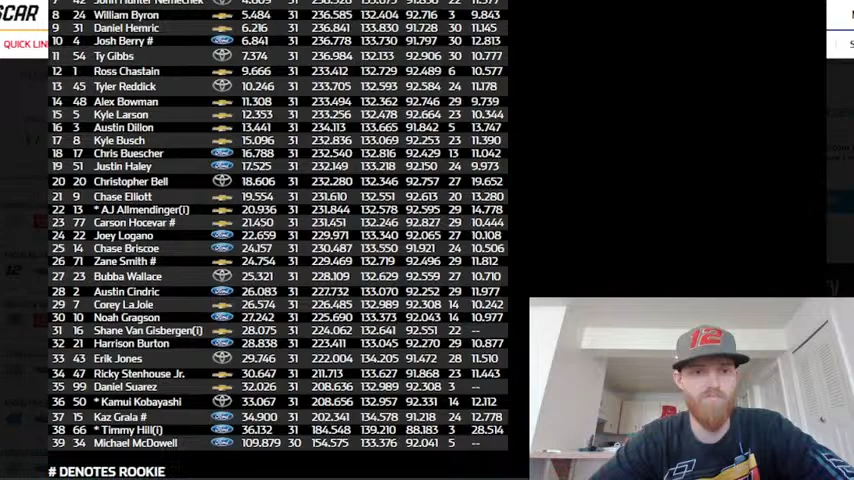 SCAR
QUICK LIN
8 24 William Byron 5.484 31 236.585 132.404 92.716 3 9.843
9 31 Daniel Hemric 6.216 31 236.841 133.830 91.728 30 11.145
10 4 Josh Berry # Ford 6.841 31 236.778 133.730 91.797 30 12.813
11 54 Ty Gibbs 7.374 31 236.984 132.133 92.906 30 10.777
12 1 Ross Chastain 9.666 31 233.412 132.729 92.489 6 10.577
13 45 Tyler Reddick 10.246 31 233.705 132.593 92.584 24 11.178
14 48 Alex Bowman 11.308 31 233.494 132.362 92.746 29 9.739
15 5 Kyle Larson 12.353 31 233.256 132.478 92.664 23 10.344
16 3 Austin Dillon 13.441 31 234.113 133.665 91.842 5 13.747
17 8 Kyle Busch 15.096 31 232.836 133.069 92.253 23 11.390
18 17 Chris Buescher Ford 16.788 31 232.540 132.816 92.429 13 11.042
19 51 Justin Haley Ford 17.525 31 232.149 133.218 92.150 24 9.973
20 20 Christopher Bell 18.606 31 232.280 132.346 92.757 27 19.652
21 9 Chase Elliott 19.554 31 231.610 132.551 92.613 20 13.280
22 13 * AJ Allmendinger(i) 20.936 31 231.844 132.578 92.595 29 14.778
23 77 Carson Hocevar # 21.450 31 231.451 132.246 92.827 29 10.444
24 22 Joey Logano Ford 22.659 31 229.971 133.340 92.065 27 10.108
25 14 Chase Briscoe Ford 24.157 31 230.487 133.550 91.921 24 10.506
26 71 Zane Smith # 24.754 31 229.469 132.719 92.496 29 11.812
27 23 Bubba Wallace 25.321 31 228.109 132.629 92.559 27 10.710
28 2 Austin Cindric Ford 26.083 31 227.732 133.070 92.252 29 11.977
29 7 Corey LaJoie 26.574 31 226.485 132.989 92.308 14 10.242
30 10 Noah Gragson Ford 27.242 31 225.690 133.373 92.043 14 10.977
31 16 Shane Van Gisbergen(i) 28.075 31 224.062 132.641 92.551 22 --
32 21 Harrison Burton Ford 28.838 31 223.411 133.045 92.270 29 10.877
33 43 Erik Jones 29.746 31 222.004 134.205 91.472 28 11.510
34 47 Ricky Stenhouse Jr. 30.647 31 211.713 133.627 91.868 23 11.443
35 99 Daniel Suarez 32.026 31 208.636 132.989 92.308 3 --
36 50 * Kamui Kobayashi 33.067 31 208.656 132.957 92.331 14 12.112
37 15 Kaz Grala # Ford 34.900 31 202.341 134.578 91.218 24 12.778
38 66 * Timmy Hill(i) Ford 36.132 31 184.548 139.210 88.183 3 28.514
39 34 Michael McDowell Ford 109.879 30 154.575 133.376 92.041 5 --
# DENOTES ROOKIE
12